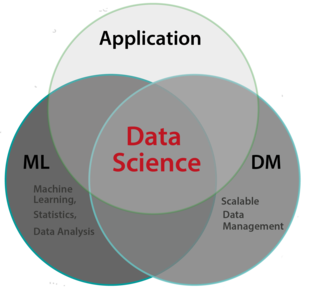 Application
Data
Science
ML
DM
Machine
Learning,
Statistics,
Data Analysis
Scalable
Data
Management